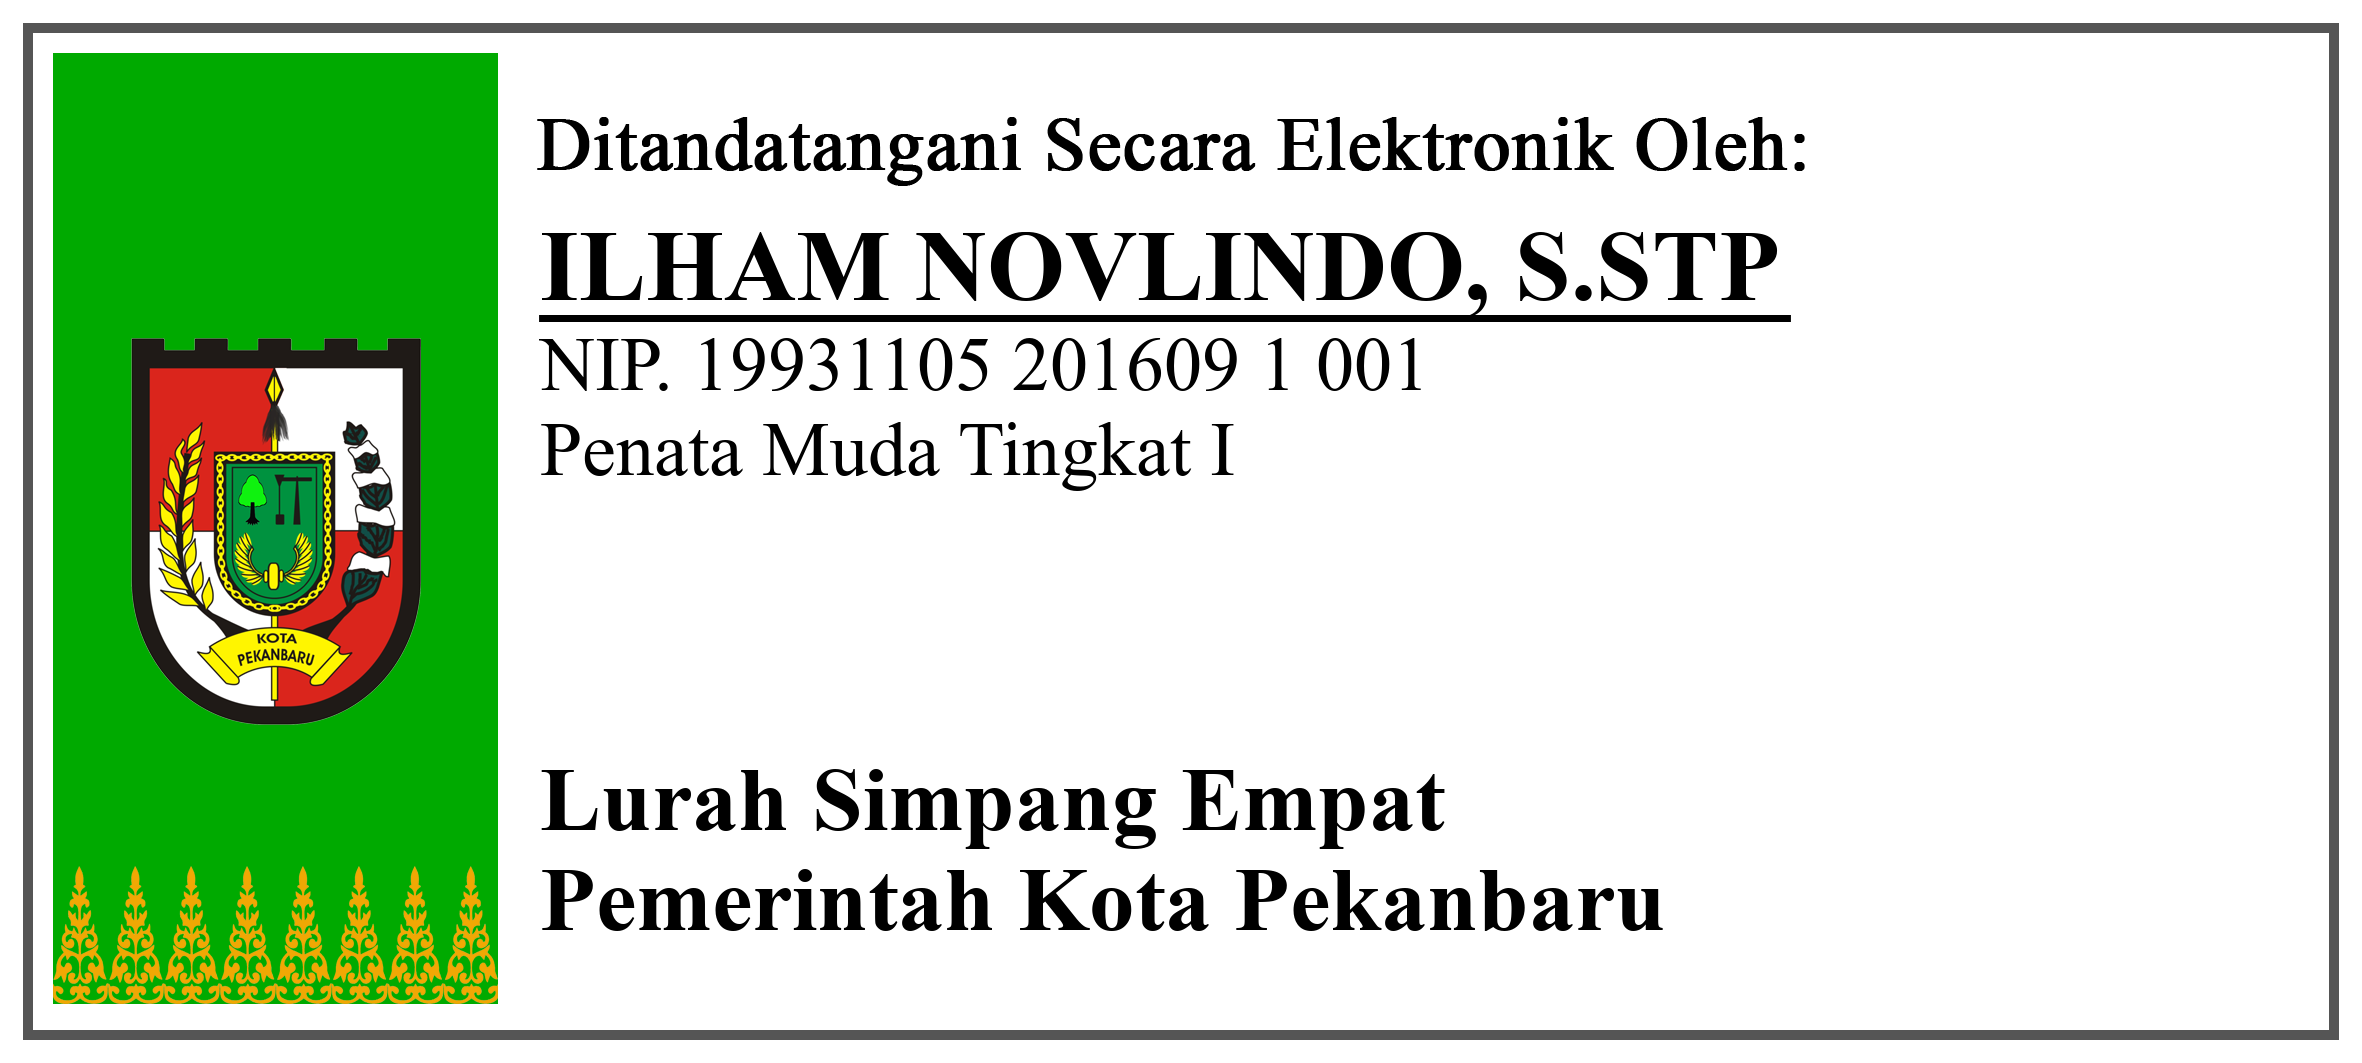 Ditandatangani Secara Elektronik Oleh:
ILHAM NOVLINDO, S.STP
NIP. 19931105 201609 1 001
Penata Muda Tingkat I
KOTA
PEKANBARU
Lurah Simpang Empat
Pemerintah Kota Pekanbaru